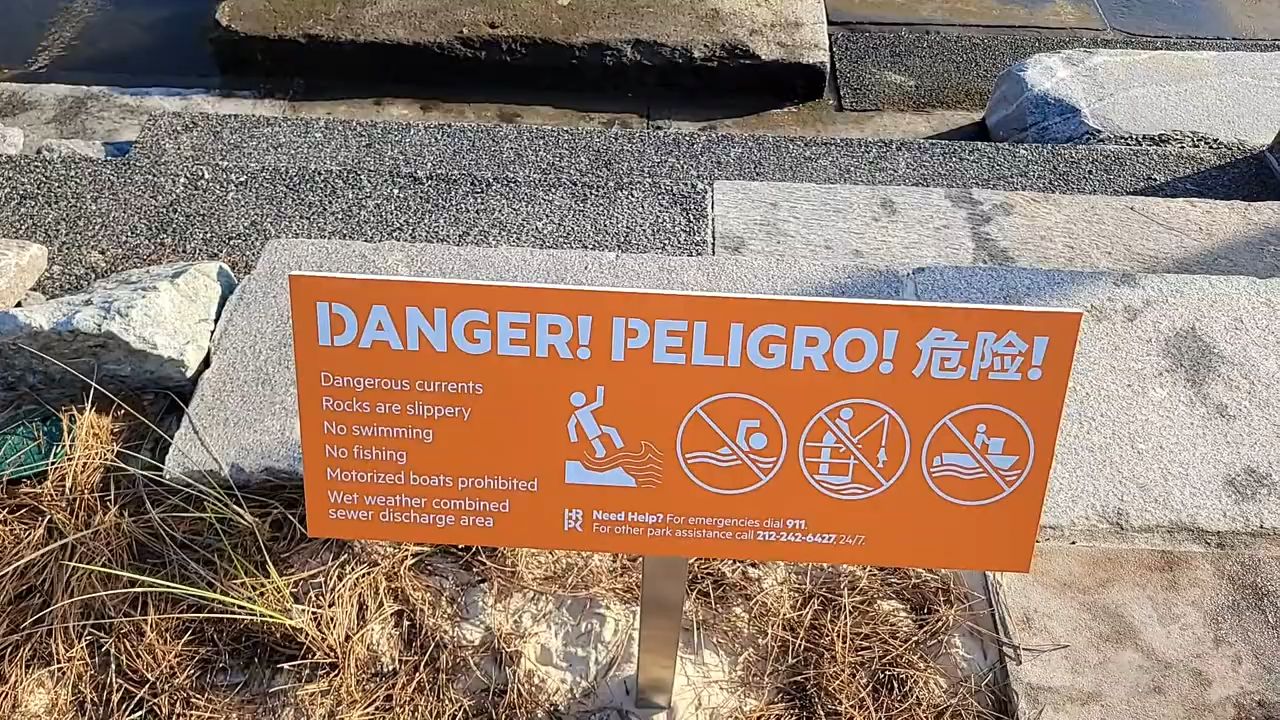 DANGER! PELIGRO! 危险!
Dangerous currents
Rocks are slippery
No swimming
No fishing
Motorized boats prohibited
Wet weather combined
sewer discharge area
HR
PK
Need Help? For emergencies dial 911.
For other park assistance call 212-242-6427, 24/7.